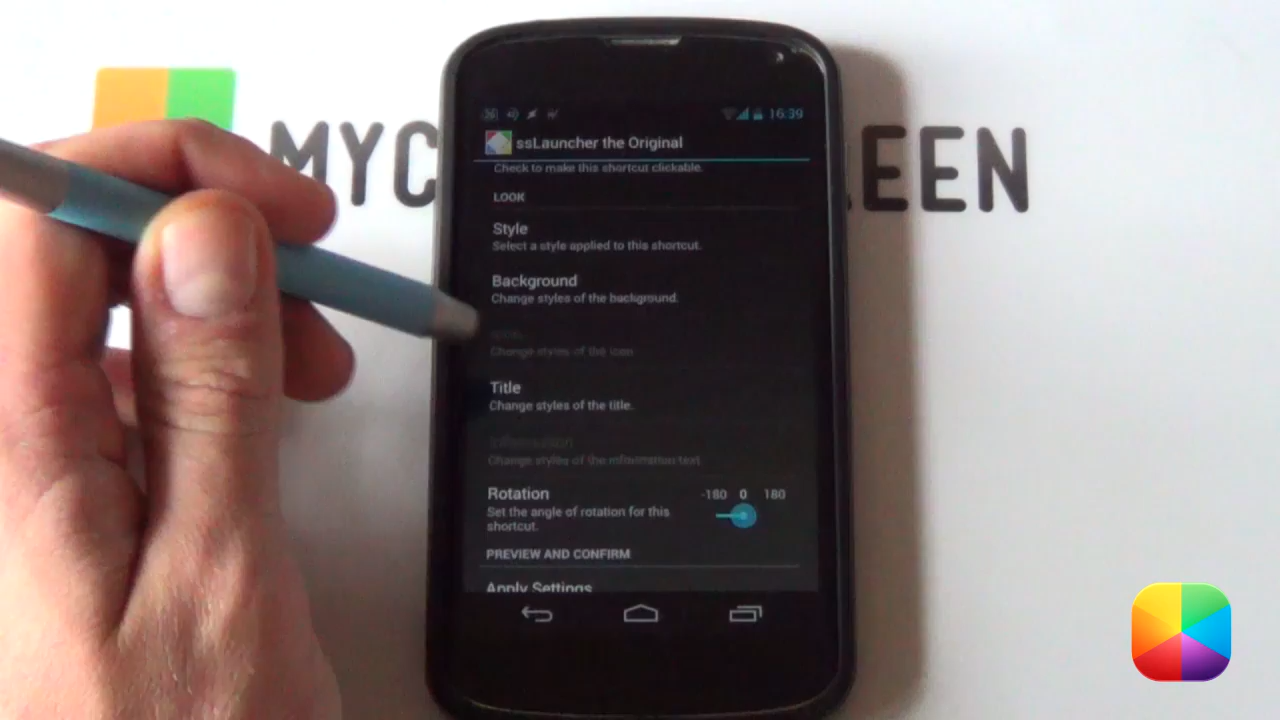 16:39
ssLauncher the Original
Check to make this shortcut clickable.
LOOK
Style
Select a style applied to this shortcut.
Background
Change styles of the background.
Icon
Change styles of the icon
Title
Change styles of the title.
Information
Change styles of the information text
Rotation
-180 0 180
Set the angle of rotation for this
shortcut.
PREVIEW AND CONFIRM
Apply Settings
MYC
EEN